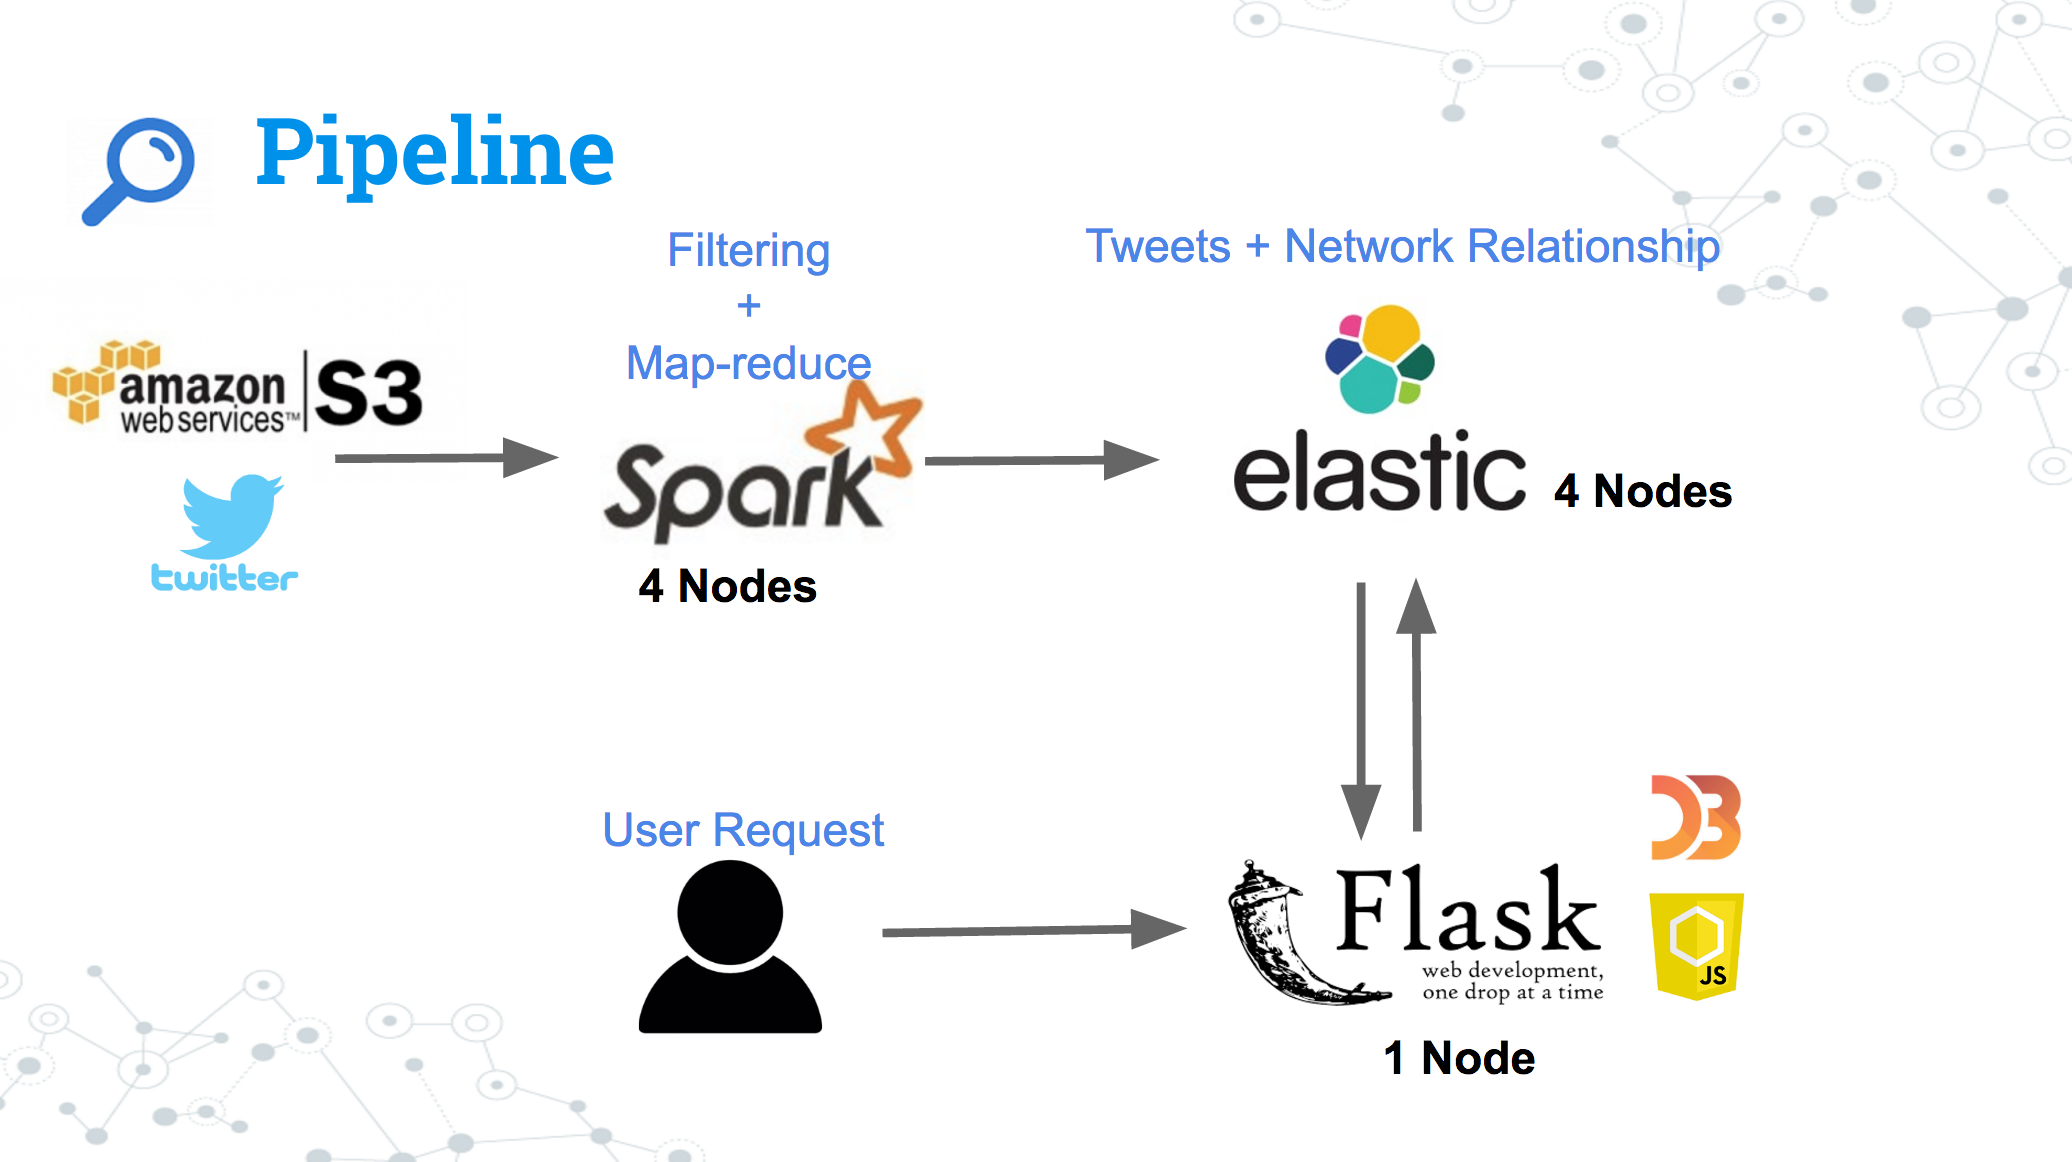 Pipeline
Filtering
+
Map-reduce
Tweets + Network Relationship
amazon
web services™
S3
twitter
Spark
4 Nodes
elastic
4 Nodes
User Request
Flask
web development,
one drop at a time
D3
JS
1 Node